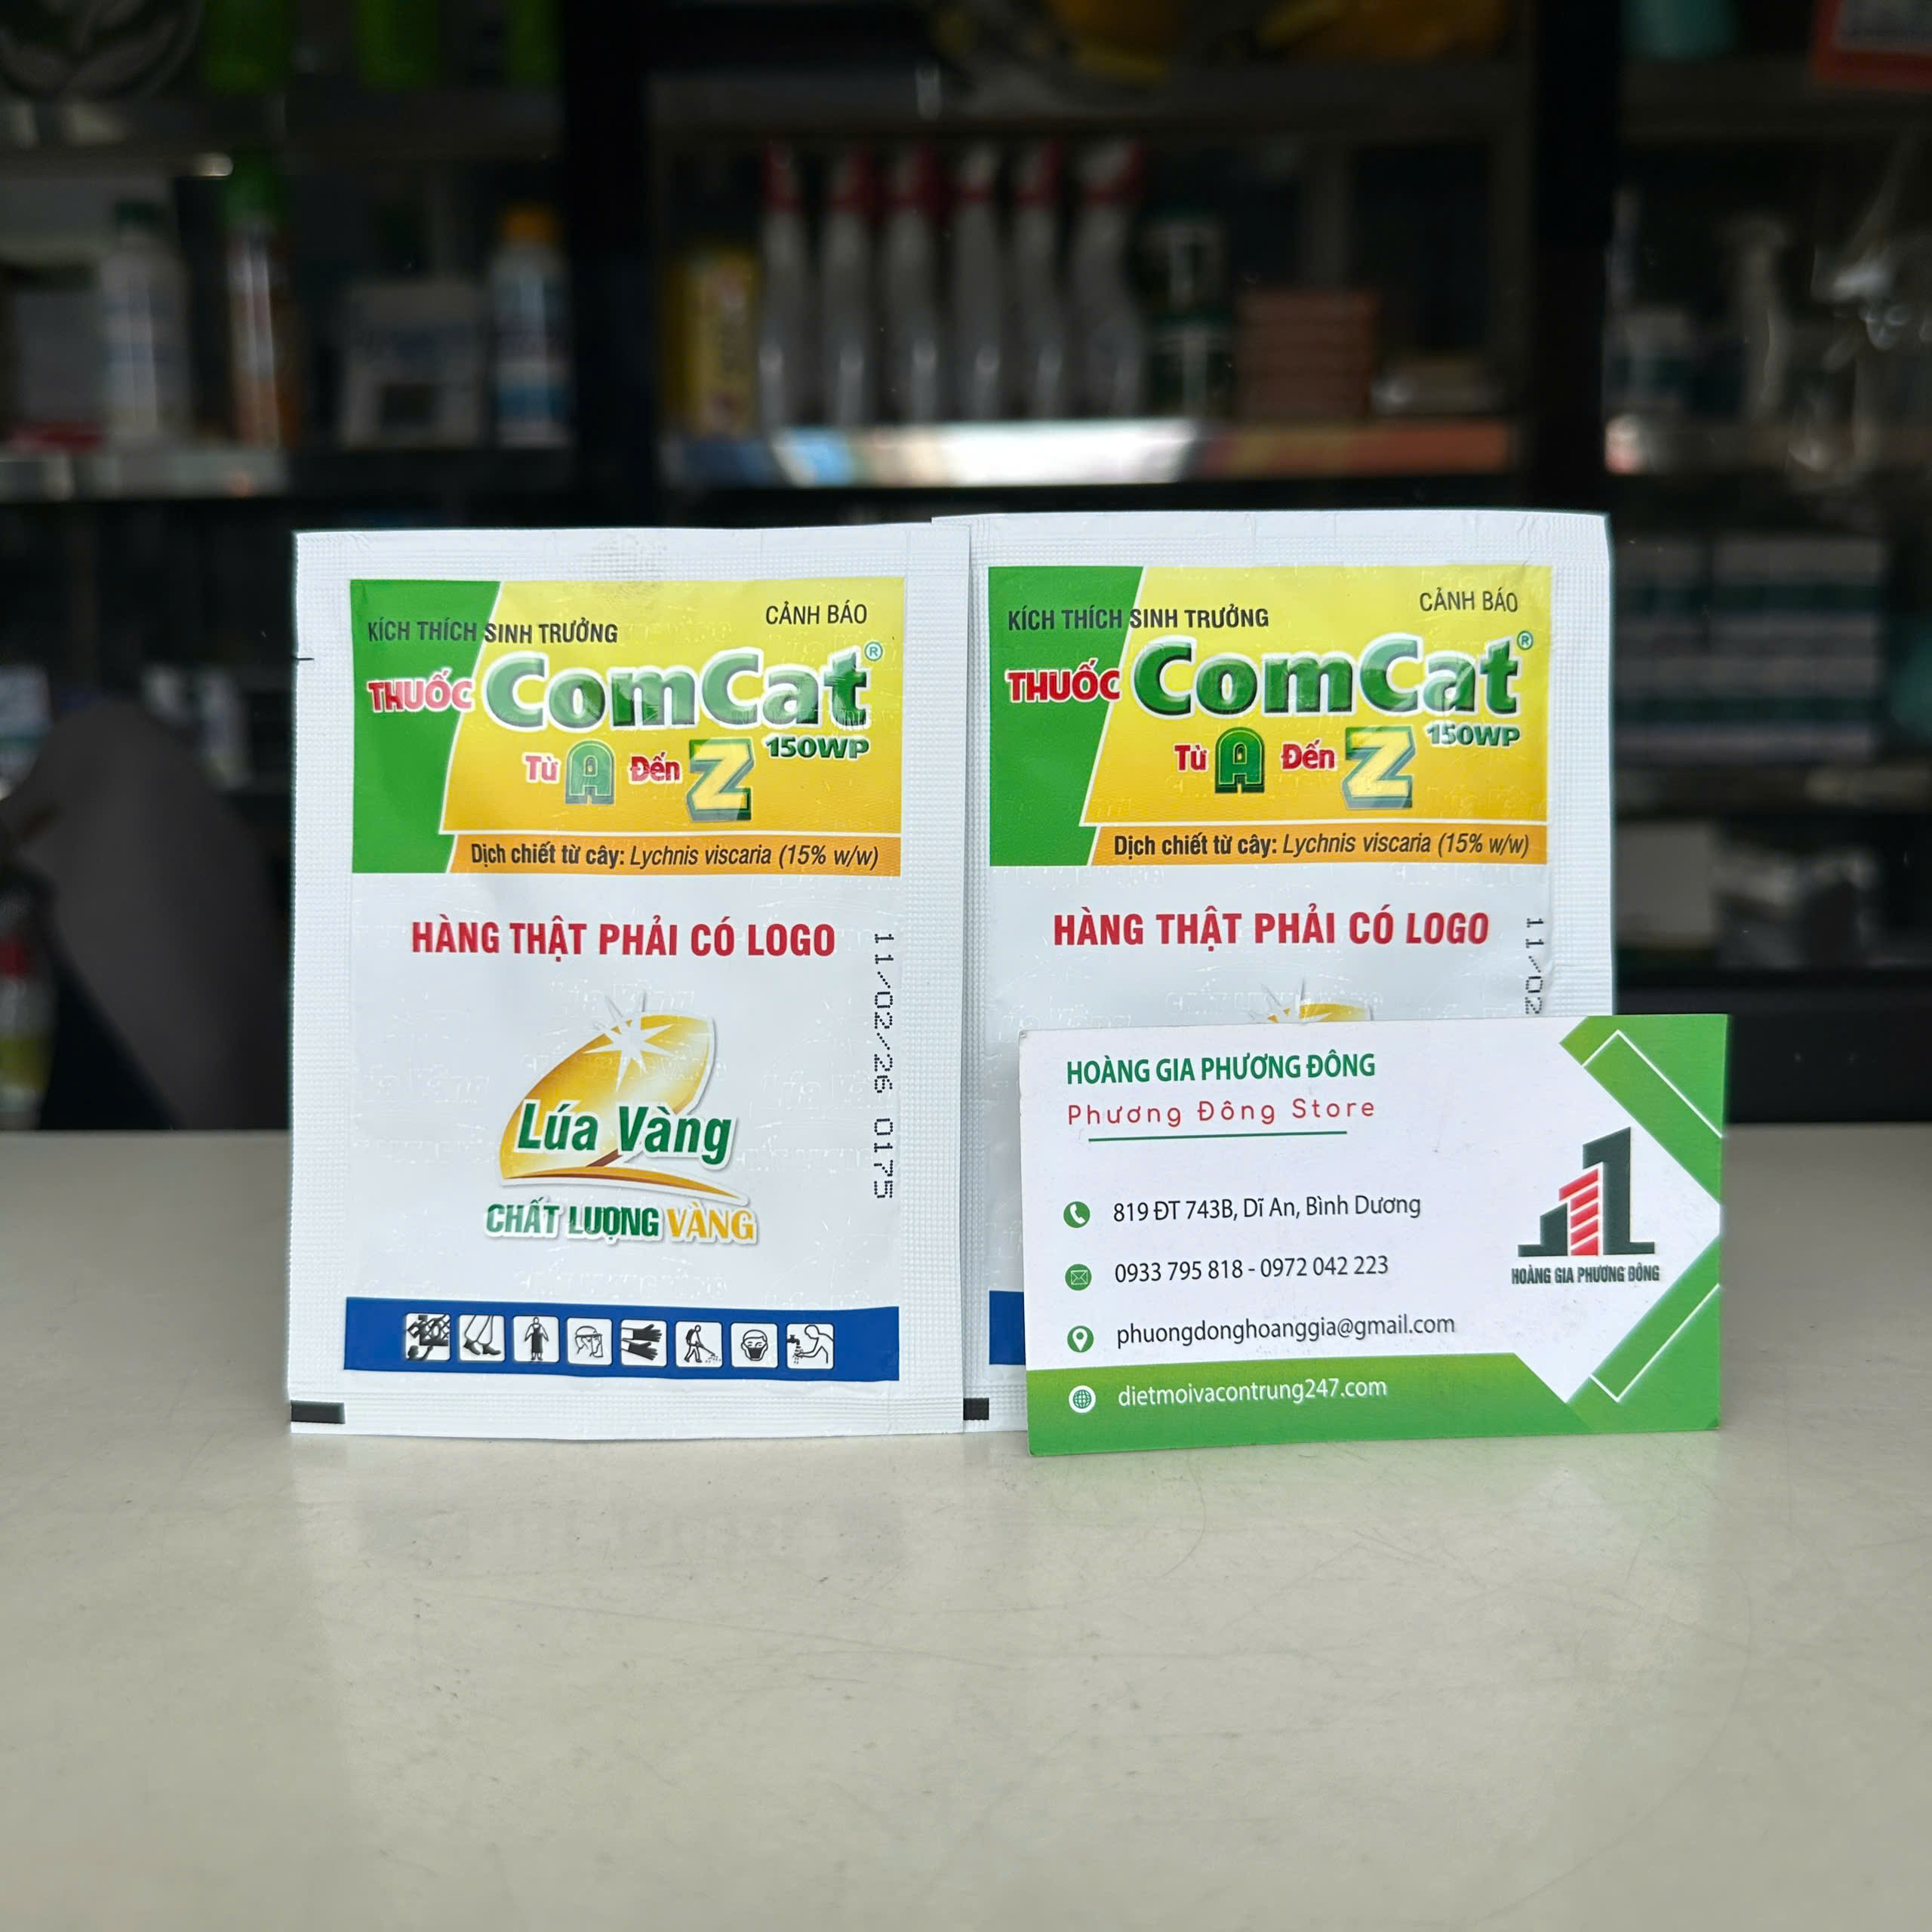 KÍCH THÍCH SINH TRƯỞNG
CẢNH BÁO
THUỐC ComCat®
150WP
Từ A Đến Z
Dịch chiết từ cây: Lychnis viscaria (15% w/w)
HÀNG THẬT PHẢI CÓ LOGO
11/02/26 0175
Lúa Vàng
CHẤT LƯỢNG VÀNG
KÍCH THÍCH SINH TRƯỞNG
CẢNH BÁO
THUỐC ComCat®
150WP
Từ A Đến Z
Dịch chiết từ cây: Lychnis viscaria (15% w/w)
HÀNG THẬT PHẢI CÓ LOGO
11/02
HOÀNG GIA PHƯƠNG ĐÔNG
Phương Đông Store
819 ĐT 743B, Dĩ An, Bình Dương
0933 795 818 - 0972 042 223
phuongdonghoanggia@gmail.com
dietmoivacontrung247.com
HOÀNG GIA PHƯƠNG ĐÔNG